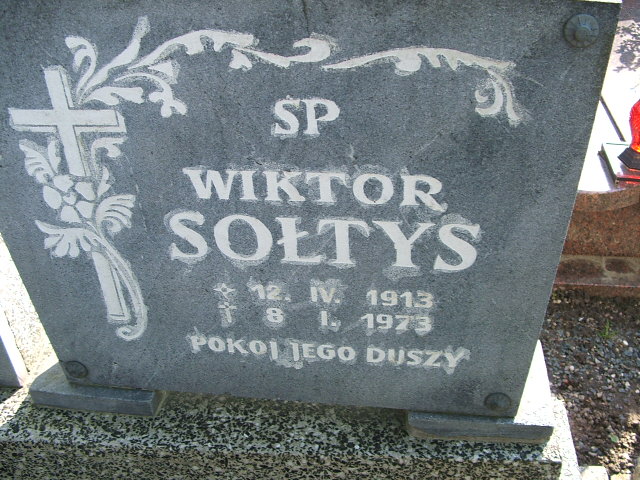 SP
WIKTOR
SOŁTYS
* 12. IV. 1913
† 8 I. 1973
POKOJ JEGO DUSZY